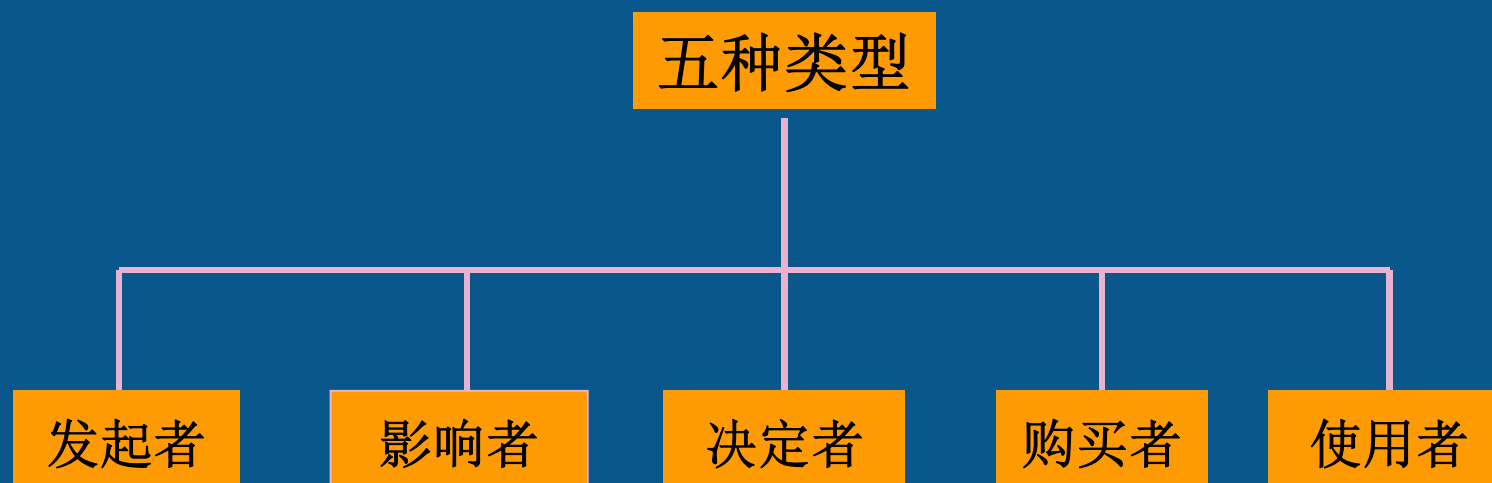 五种类型
发起者
影响者
决定者
购买者
使用者